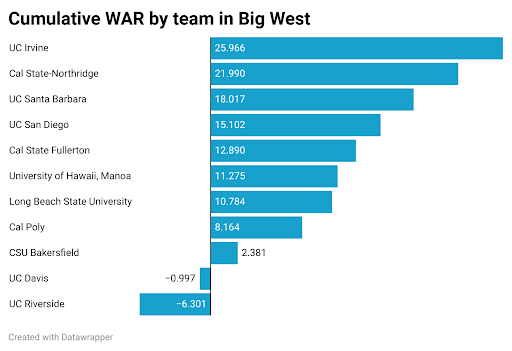 Cumulative WAR by team in Big West
UC Irvine 25.966
Cal State-Northridge 21.990
UC Santa Barbara 18.017
UC San Diego 15.102
Cal State Fullerton 12.890
University of Hawaii, Manoa 11.275
Long Beach State University 10.784
Cal Poly 8.164
CSU Bakersfield 2.381
UC Davis −0.997
UC Riverside −6.301
Created with Datawrapper